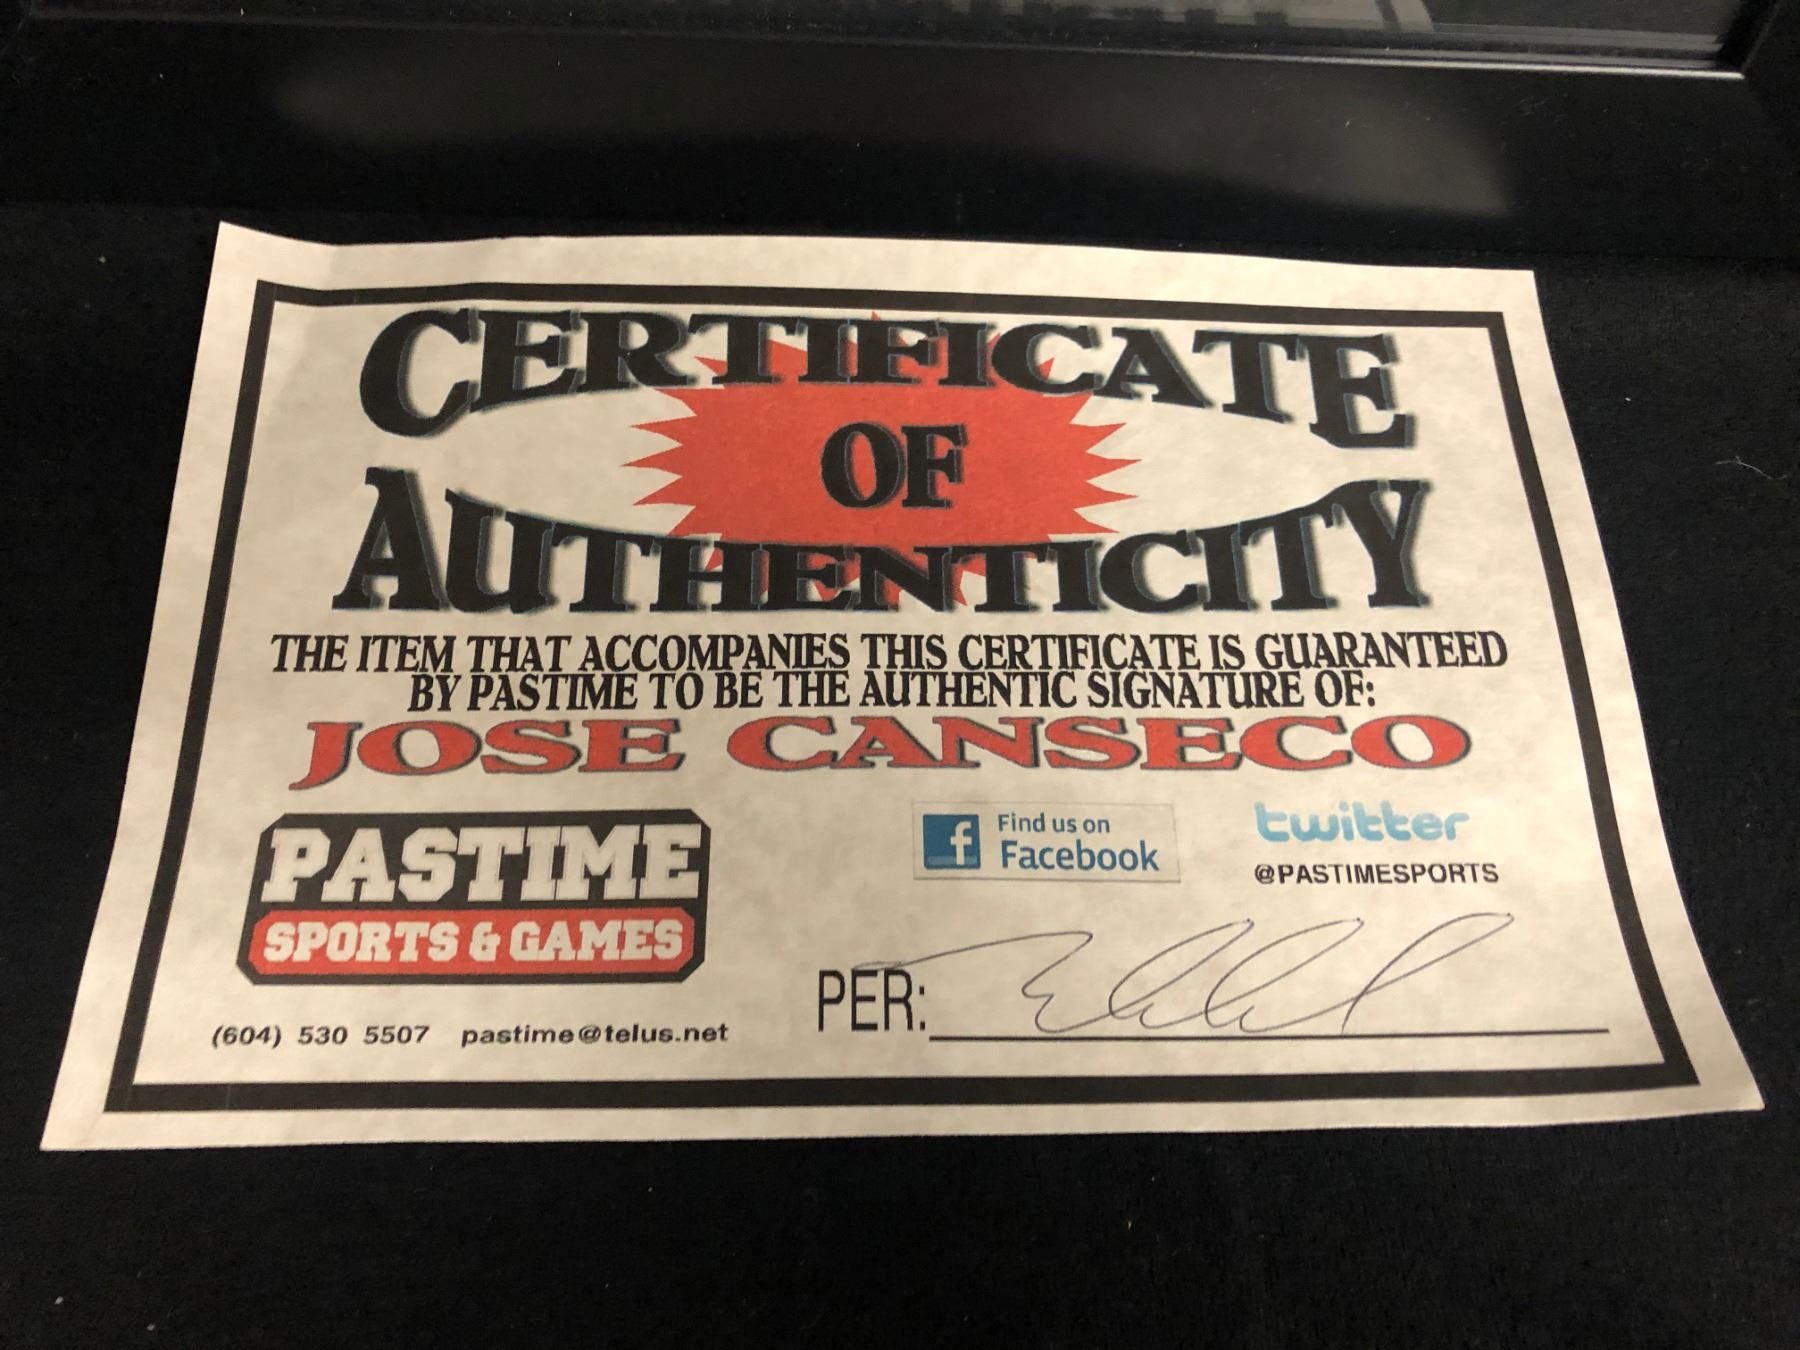 CERTIFICATE
OF
AUTHENTICITY
THE ITEM THAT ACCOMPANIES THIS CERTIFICATE IS GUARANTEED
BY PASTIME TO BE THE AUTHENTIC SIGNATURE OF:
JOSE CANSECO
PASTIME
SPORTS & GAMES
(604) 530 5507 pastime@telus.net
f Find us on
Facebook
twitter
@PASTIMESPORTS
PER: